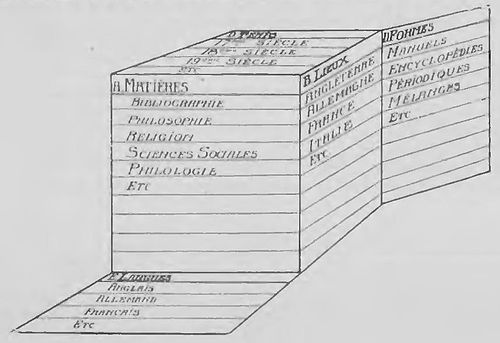 D TEMPS
17ème SIÈCLE
18ème SIÈCLE
19ème SIÈCLE
ETC
A. MATIÈRES
BIBLIOGRAPHIE
PHILOSOPHIE
RELIGION
SCIENCES SOCIALES
PHILOLOGIE
ETC
B LIEUX
ANGLETERRE
ALLEMAGNE
FRANCE
ITALIE
ETC
D FORMES
MANUELS
ENCYCLOPÉDIES
PÉRIODIQUES
MÉLANGES
ETC
E LANGUES
ANGLAIS
ALLEMAND
FRANCAIS
ETC